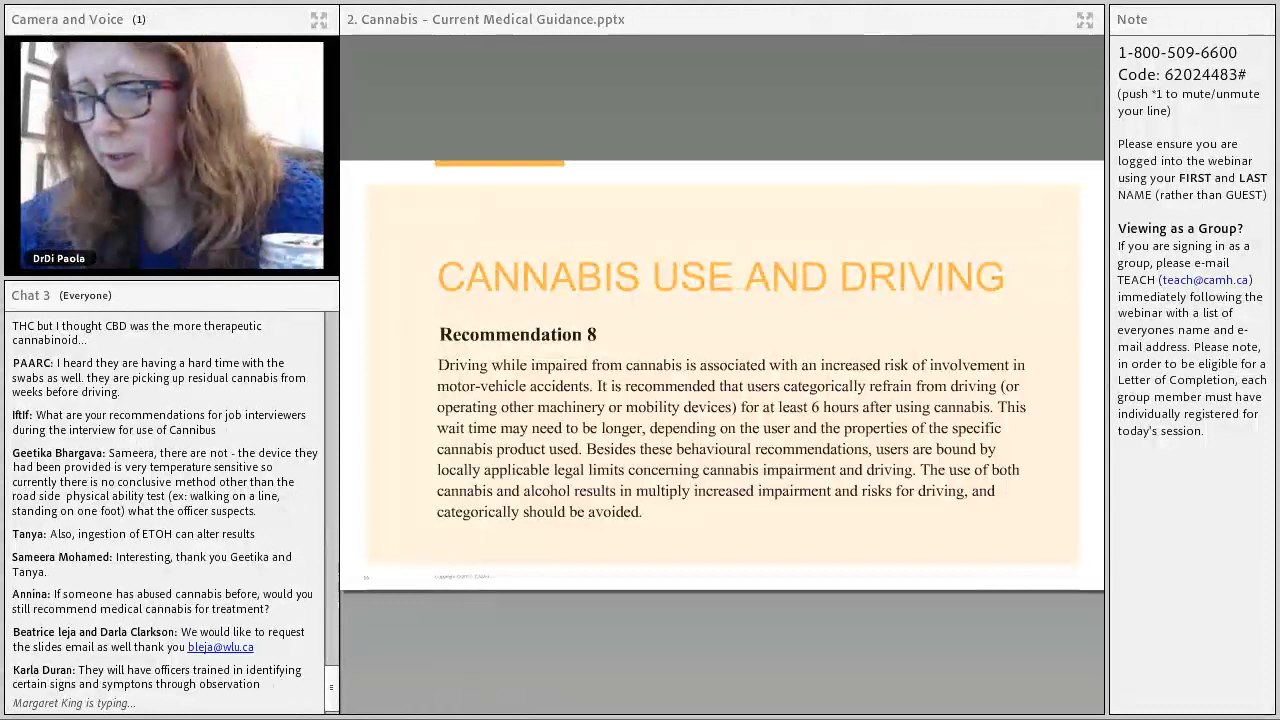 Camera and Voice (1)
DrDi Paola
Chat 3 (Everyone)
THC but I thought CBD was the more therapeutic
cannabinoid...
PAARC: I heard they are having a hard time with the
swabs as well. they are picking up residual cannabis from
weeks before driving.
IftIf: What are your recommendations for job interviewers
during the interview for use of Cannibus
Geetika Bhargava: Sameera, there are not - the device they
had been provided is very temperature sensitive so
currently there is no conclusive method other than the
road side physical ability test (ex: walking on a line,
standing on one foot) what the officer suspects.
Tanya: Also, ingestion of ETOH can alter results
Sameera Mohamed: Interesting, thank you Geetika and
Tanya.
Amina: If someone has abused cannabis before, would you
still recommend medical cannabis for treatment?
Beatrice leja and Darla Clarkson: We would like to request
the slides email as well thank you bleja@wlu.ca
Karla Duran: They will have officers trained in identifying
certain signs and symptons through observation
Margaret King is typing...
2. Cannabis - Current Medical Guidance.pptx
CANNABIS USE AND DRIVING
Recommendation 8
Driving while impaired from cannabis is associated with an increased risk of involvement in
motor-vehicle accidents. It is recommended that users categorically refrain from driving (or
operating other machinery or mobility devices) for at least 6 hours after using cannabis. This
wait time may need to be longer, depending on the user and the properties of the specific
cannabis product used. Besides these behavioural recommendations, users are bound by
locally applicable legal limits concerning cannabis impairment and driving. The use of both
cannabis and alcohol results in multiply increased impairment and risks for driving, and
categorically should be avoided.
Note
1-800-509-6600
Code: 62024483#
(push *1 to mute/unmute
your line)
Please ensure you are
logged into the webinar
using your FIRST and LAST
NAME (rather than GUEST)
Viewing as a Group?
If you are signing in as a
group, please e-mail
TEACH (teach@camh.ca)
immediately following the
webinar with a list of
everyones name and e-
mail address. Please note,
in order to be eligible for a
Letter of Completion, each
group member must have
individually registered for
today's session.